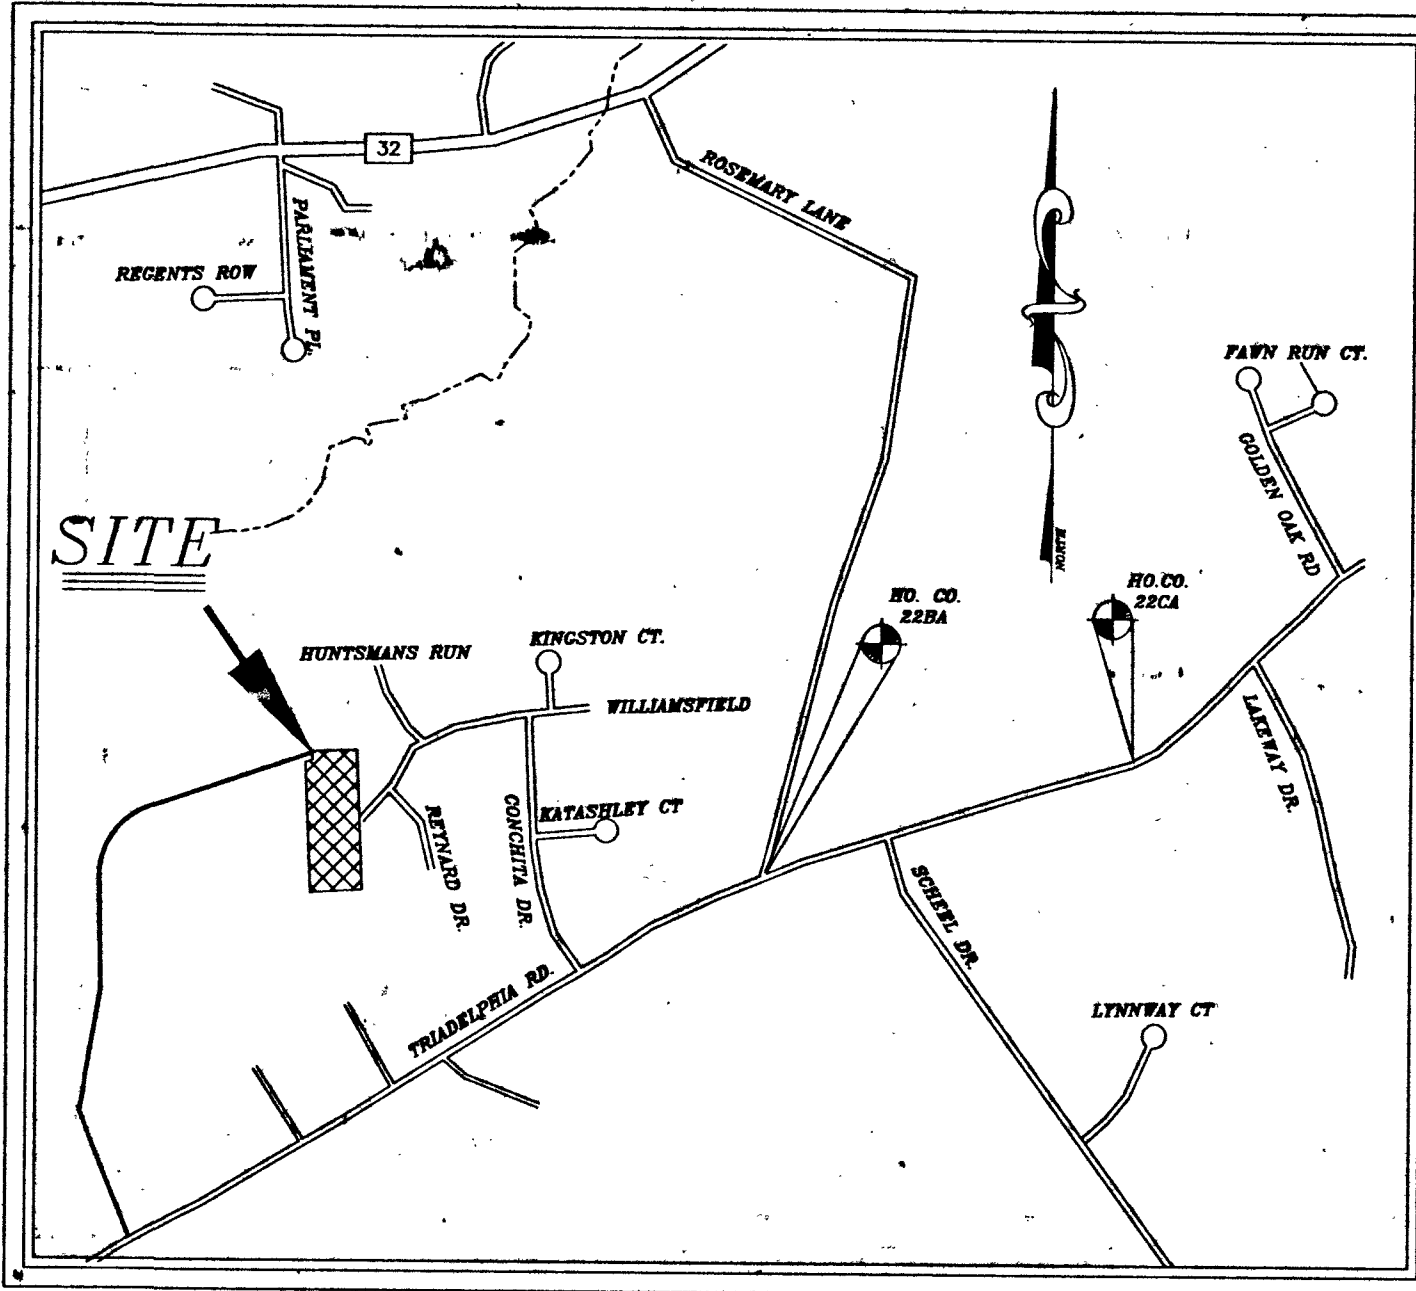 32
ROSEMARY LANE
PARLIAMENT PL.
REGENTS ROW
FAWN RUN CT.
GOLDEN OAK RD
NORTH
SITE
HO. CO.
22BA
HO.CO.
22CA
HUNTSMANS RUN
KINGSTON CT.
WILLIAMSFIELD
LAKEWAY DR.
REYNARD DR.
CONCHITA DR.
KATASHLEY CT
SCHEEL DR.
TRIADELPHIA RD.
LYNNWAY CT